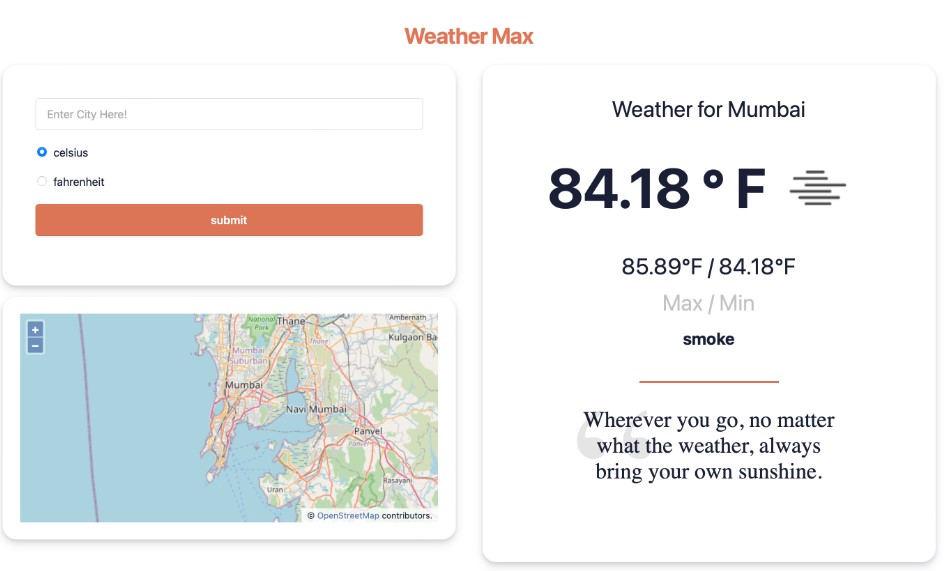 Weather Max
Enter City Here!
celsius
fahrenheit
submit
+
−
National Park
Thane
Thane
Ambernath
Kulgaon Ba
Mumbai Suburban
Mumbai
Navi Mumbai
Panvel
Panvel
Rasayani
Uran
© OpenStreetMap contributors.
Weather for Mumbai
84.18 ° F
85.89°F / 84.18°F
Max / Min
smoke
Wherever you go, no matter
what the weather, always
bring your own sunshine.